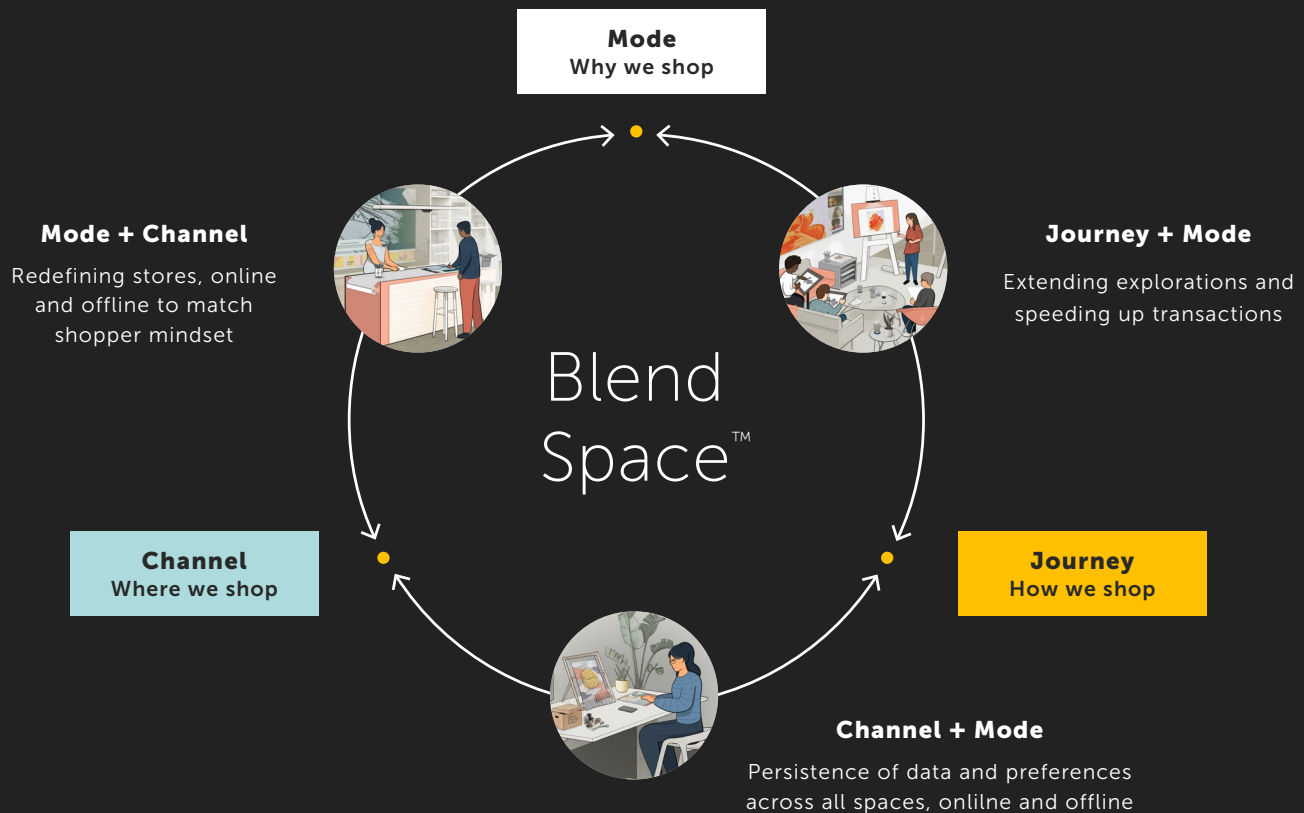 Mode
Why we shop
Mode + Channel
Redefining stores, online
and offline to match
shopper mindset
Journey + Mode
Extending explorations and
speeding up transactions
Blend
Space™
Channel
Where we shop
Journey
How we shop
Channel + Mode
Persistence of data and preferences
across all spaces, onlilne and offline